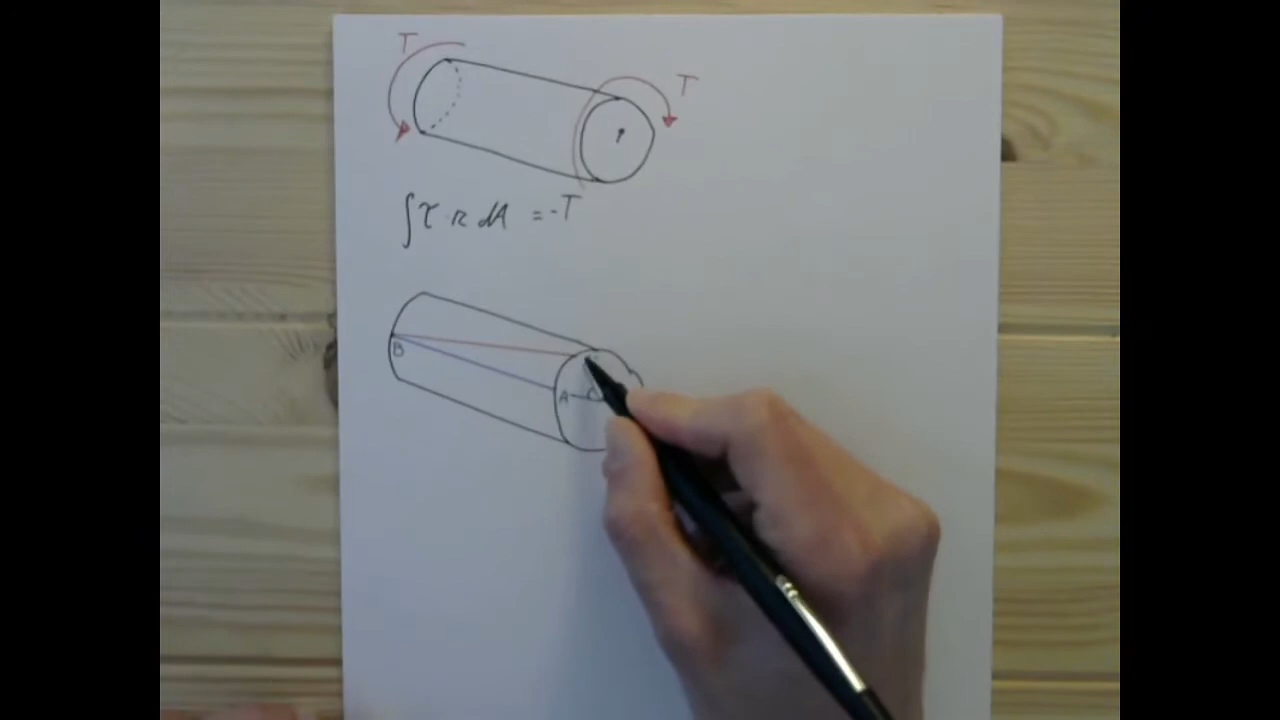 T
T
∫τ r dA = -T
B
A